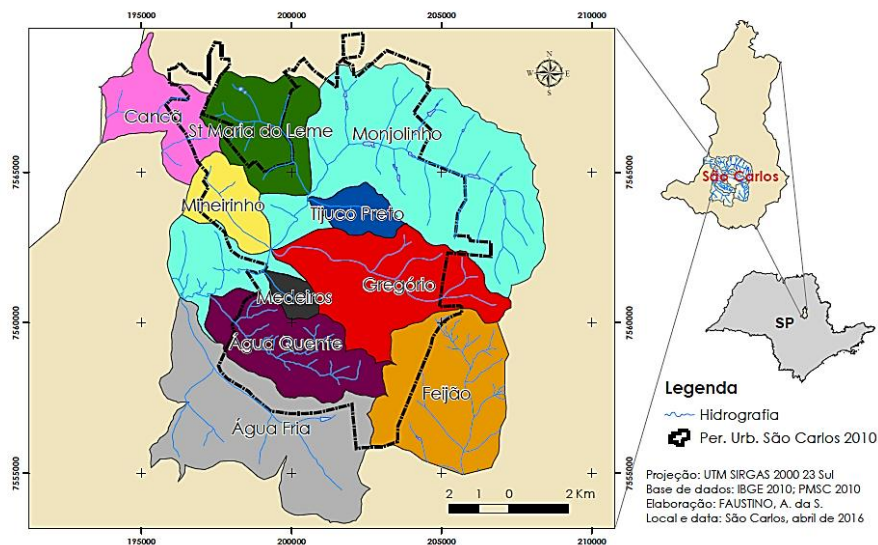 195000 200000 205000 210000
N
W E
S
Cancã
St Maria do Leme
Monjolinho
7565000 7565000
Mineirinho
Tijuco Preto
Gregório
Medeiros
7560000 7560000
Água Quente
Feijão
Água Fria
7555000 7555000
2 1 0 2 Km
195000 200000 205000 210000
São Carlos
SP
Legenda
Hidrografia
Per. Urb. São Carlos 2010
Projeção: UTM SIRGAS 2000 23 Sul
Base de dados: IBGE 2010; PMSC 2010
Elaboração: FAUSTINO, A. da S.
Local e data: São Carlos, abril de 2016